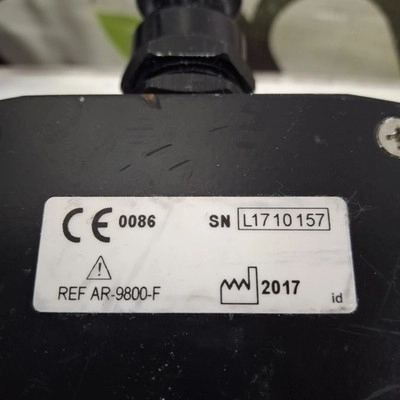 CE 0086 SN L1710157
REF AR-9800-F 2017
id